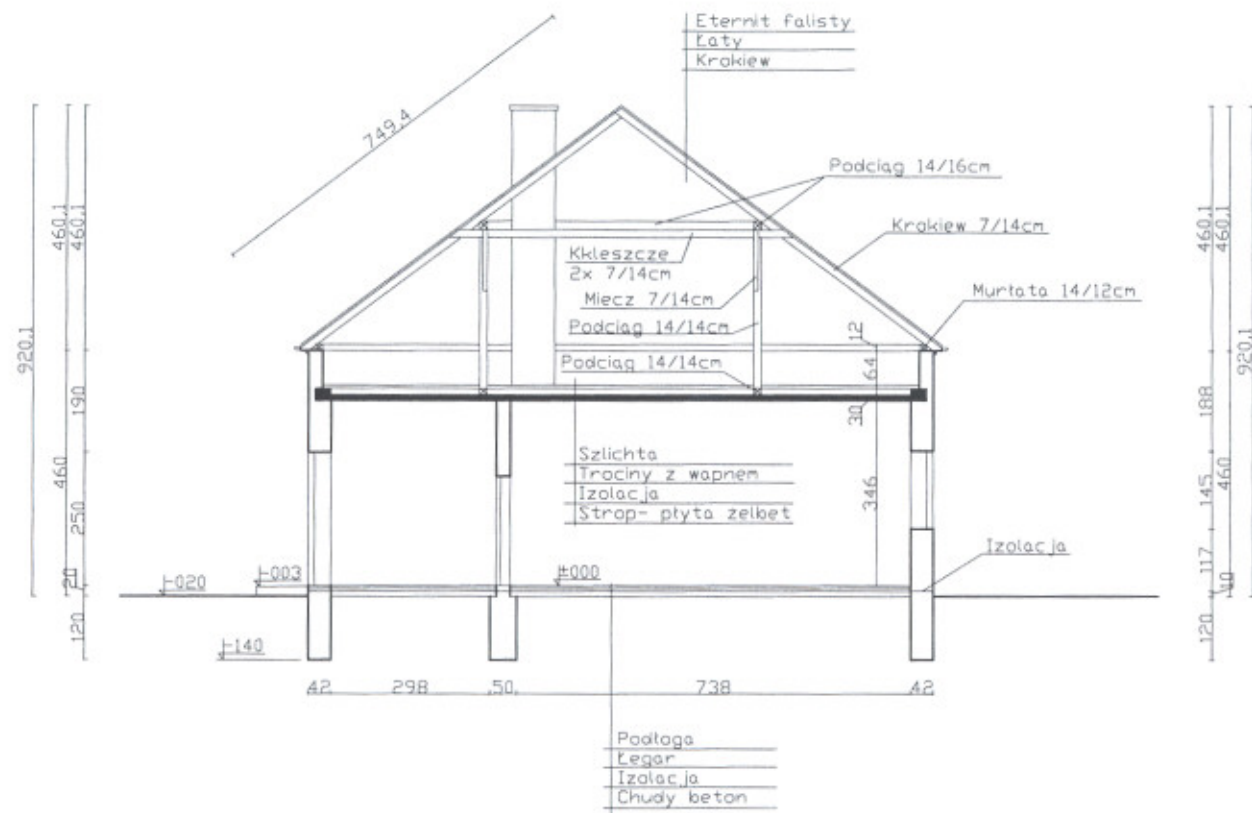 Eternit falisty
Łaty
Krokiew
749,4
Podciąg 14/16cm
Krokiew 7/14cm
Kkleszcze
2x 7/14cm
Miecz 7/14cm
Murłata 14/12cm
Podciąg 14/14cm
Podciąg 14/14cm
12
64
30
346
920,1
460,1
460,1
190
460
250
20
120
460,1
460,1
920,1
188
460
145
117
10
120
Szlichta
Trociny z wapnem
Izolacja
Strop- płyta żelbet
Izolacja
-020
-003
±000
-140
42
298
50
738
42
Podłoga
Łegar
Izolacja
Chudy beton